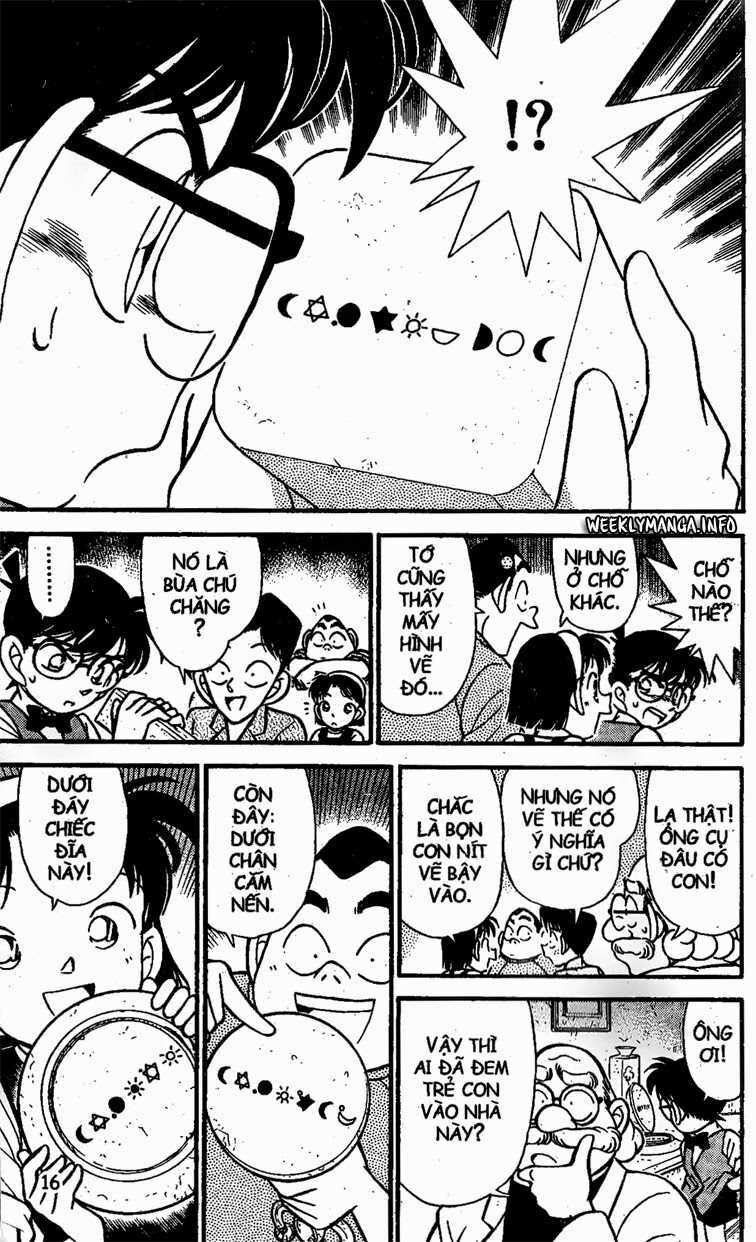 !?
WEEKLYMANGA.INFO
......
NÓ LÀ
BÙA CHÚ
CHĂNG
?
TỚ
CŨNG
THẤY
MẤY
HÌNH
VẼ
ĐÓ...
NHƯNG
Ở CHỖ
KHÁC.
CHỖ
NÀO
THẾ?
DƯỚI
ĐÁY
CHIẾC
ĐĨA
NÀY!
CÒN
ĐÂY:
DƯỚI
CHÂN
CẮM
NẾN.
CHẮC
LÀ BỌN
CON NÍT
VẼ BẬY
VÀO.
NHƯNG NÓ
VẼ THẾ CÓ
Ý NGHĨA
GÌ CHỨ?
LẠ THẬT!
ÔNG CỤ
ĐÂU CÓ
CON!
VẬY THÌ
AI ĐÃ ĐEM
TRẺ CON
VÀO NHÀ
NÀY?
ÔNG
ƠI!
16